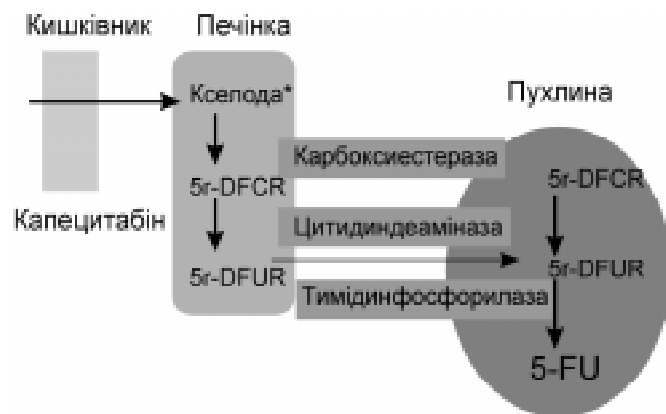 Кишківник
Печінка
Пухлина
Кселода*
Карбоксиестераза
5r-DFCR
5r-DFCR
Капецитабін
Цитидиндеаміназа
5r-DFUR
5r-DFUR
Тимідинфосфорилаза
5-FU